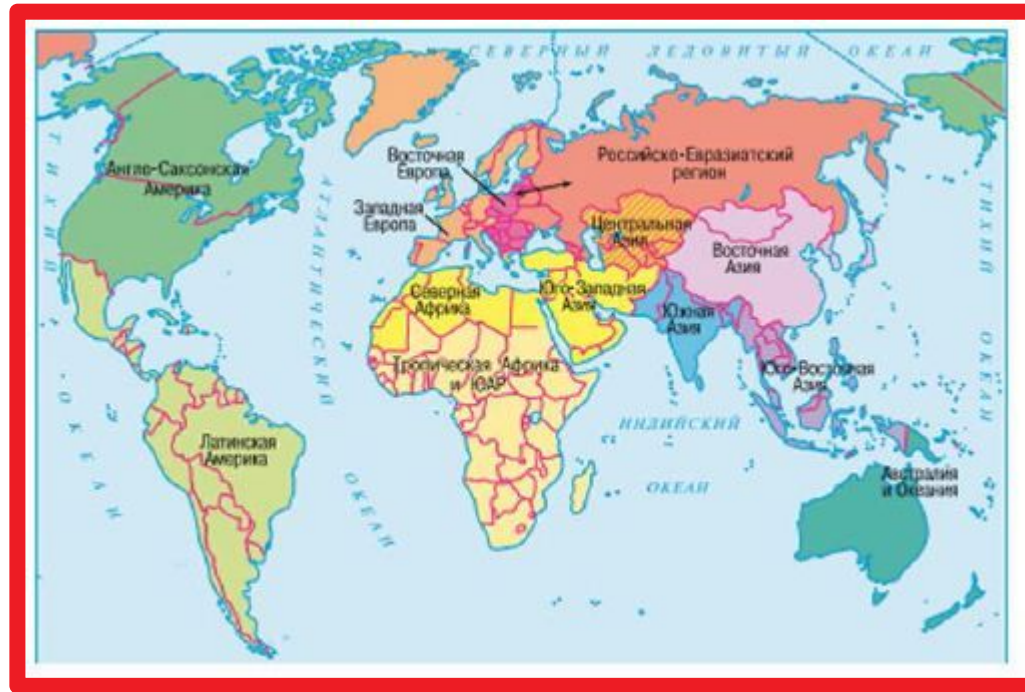 СЕВЕРНЫЙ ЛЕДОВИТЫЙ ОКЕАН
Англо-Саксонская
Америка
Восточная
Европа
Западная
Европа
Российско-Евразиатский
регион
Центральная
Азия
Восточная
Азия
Северная
Африка
Юго-Западная
Азия
Южная
Азия
Тропическая Африка
и ЮАР
Юго-Восточная
Азия
Латинская
Америка
Австралия
и Океания
ТИХИЙ
ОКЕАН
АТЛАНТИЧЕСКИЙ
ОКЕАН
ИНДИЙСКИЙ
ОКЕАН
ТИХИЙ ОКЕАН